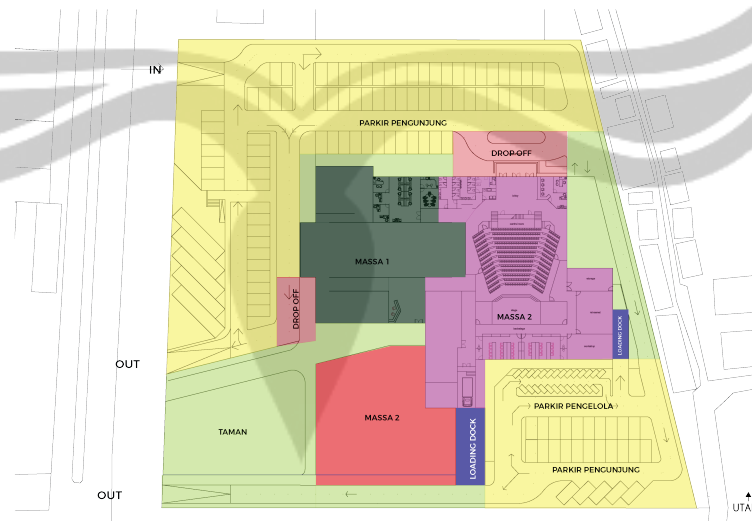 IN
PARKIR PENGUNJUNG
DROP OFF
MASSA 1
DROP OFF
MASSA 2
LOADING DOCK
OUT
PARKIR PENGELOLA
MASSA 2
TAMAN
LOADING DOCK
PARKIR PENGUNJUNG
OUT
UTA